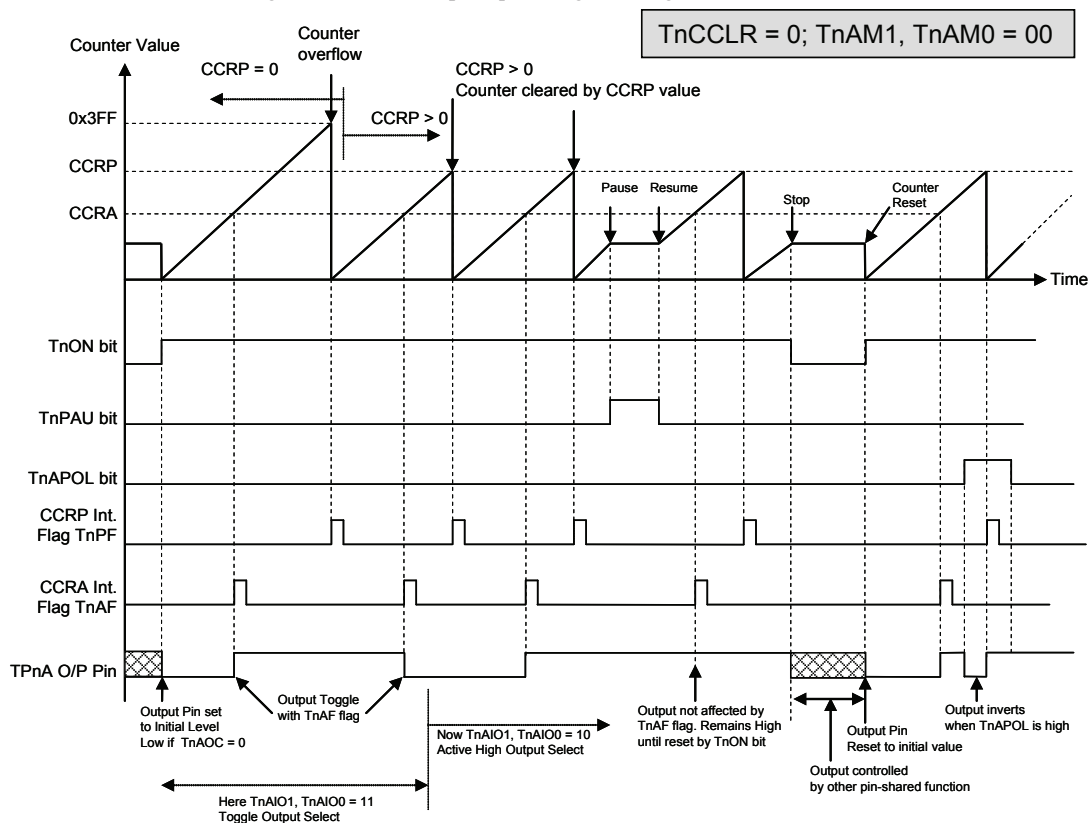 TnCCLR = 0; TnAM1, TnAM0 = 00
Counter Value
Counter
overflow
CCRP = 0
CCRP > 0
CCRP > 0
Counter cleared by CCRP value
0x3FF
CCRP
CCRA
Pause
Resume
Stop
Counter
Reset
Time
TnON bit
TnPAU bit
TnAPOL bit
CCRP Int.
Flag TnPF
CCRA Int.
Flag TnAF
TPnA O/P Pin
Output Pin set
to Initial Level
Low if TnAOC = 0
Output Toggle
with TnAF flag
Now TnAIO1, TnAIO0 = 10
Active High Output Select
Output not affected by
TnAF flag. Remains High
until reset by TnON bit
Output Pin
Reset to initial value
Output inverts
when TnAPOL is high
Output controlled
by other pin-shared function
Here TnAIO1, TnAIO0 = 11
Toggle Output Select